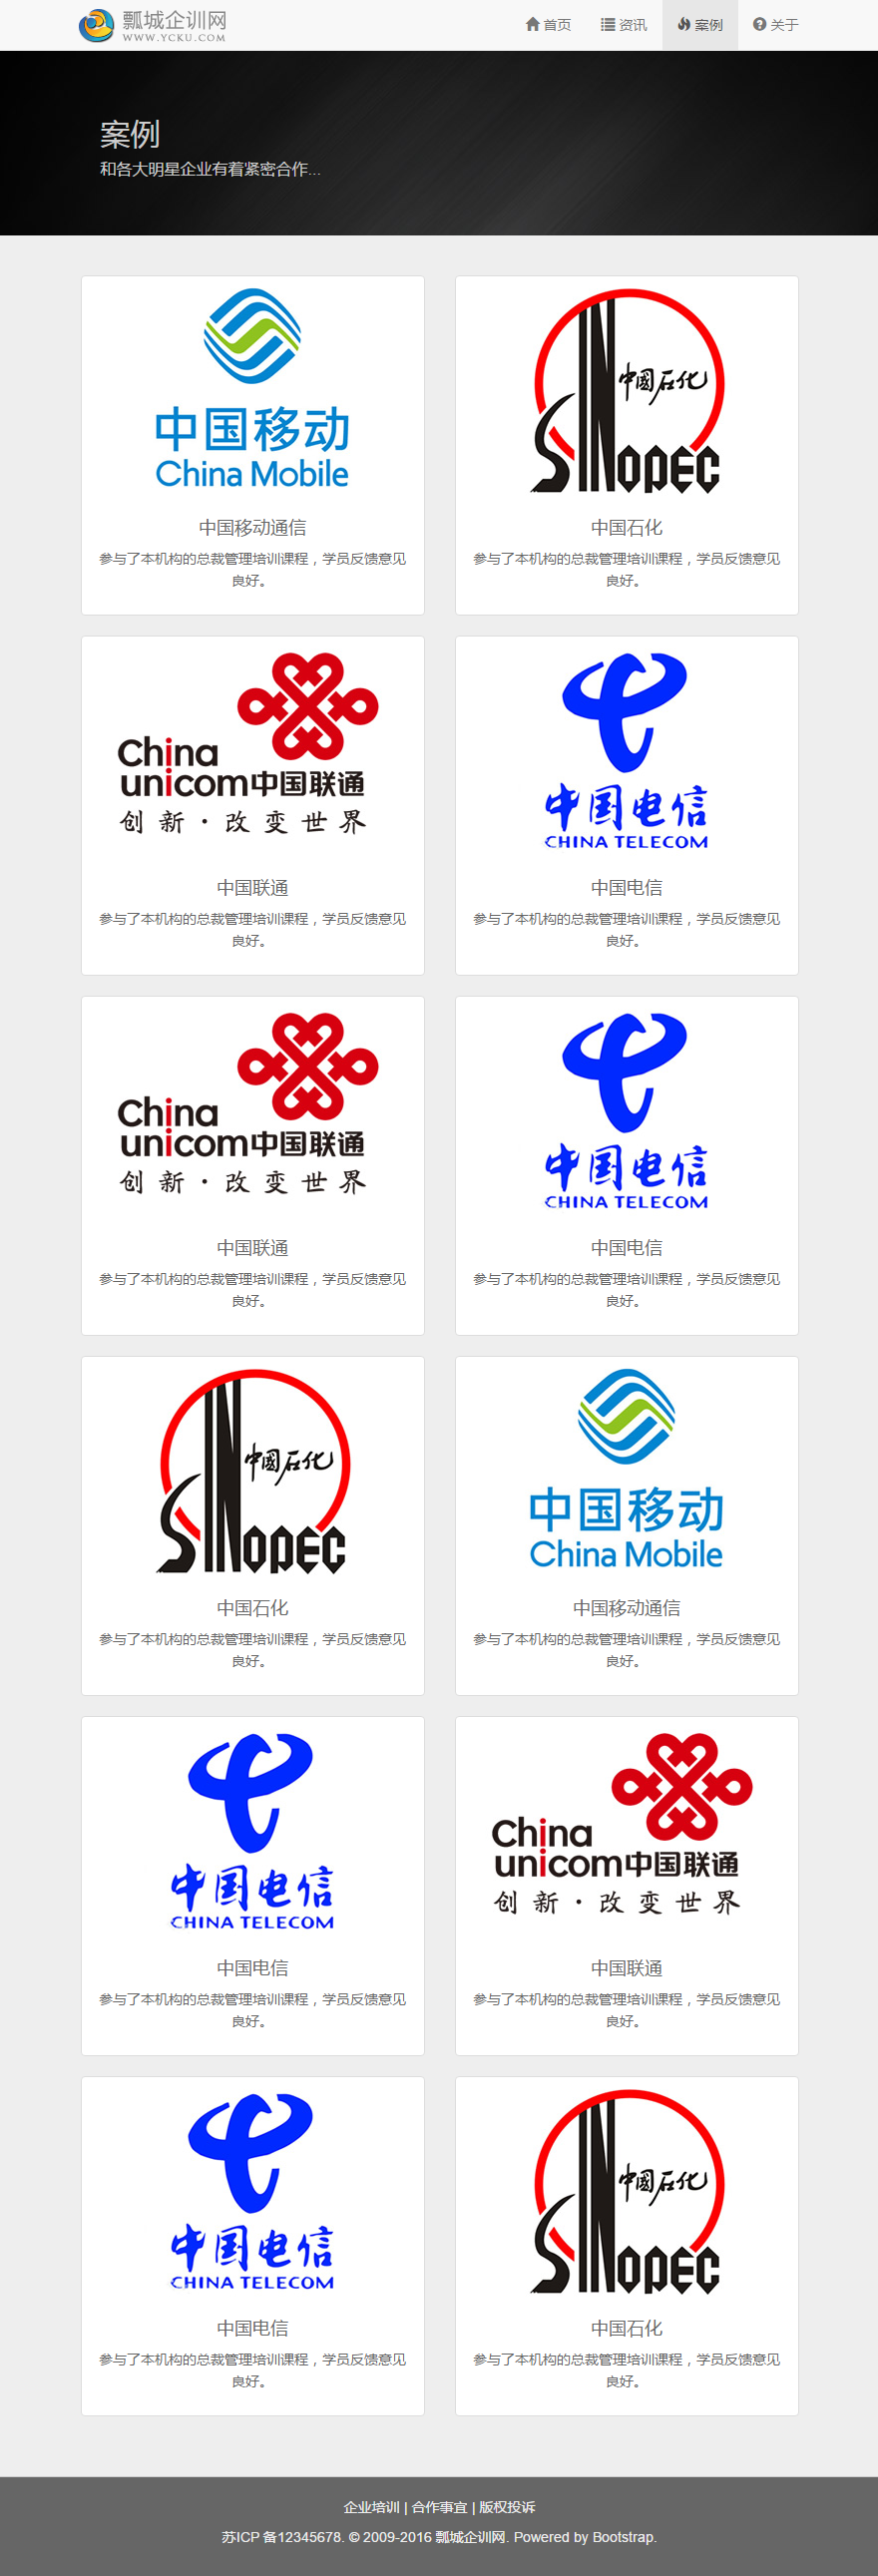 瓢城企训网
WWW.YCKU.COM
首页 资讯 案例 关于
案例
和各大明星企业有着紧密合作...
中国移动
China Mobile
中国移动通信
参与了本机构的总裁管理培训课程，学员反馈意见
良好。
中國石化
SINOPEC
中国石化
参与了本机构的总裁管理培训课程，学员反馈意见
良好。
China
unicom中国联通
创新·改变世界
中国联通
参与了本机构的总裁管理培训课程，学员反馈意见
良好。
中国电信
CHINA TELECOM
中国电信
参与了本机构的总裁管理培训课程，学员反馈意见
良好。
China
unicom中国联通
创新·改变世界
中国联通
参与了本机构的总裁管理培训课程，学员反馈意见
良好。
中国电信
CHINA TELECOM
中国电信
参与了本机构的总裁管理培训课程，学员反馈意见
良好。
中國石化
SINOPEC
中国石化
参与了本机构的总裁管理培训课程，学员反馈意见
良好。
中国移动
China Mobile
中国移动通信
参与了本机构的总裁管理培训课程，学员反馈意见
良好。
中国电信
CHINA TELECOM
中国电信
参与了本机构的总裁管理培训课程，学员反馈意见
良好。
China
unicom中国联通
创新·改变世界
中国联通
参与了本机构的总裁管理培训课程，学员反馈意见
良好。
中国电信
CHINA TELECOM
中国电信
参与了本机构的总裁管理培训课程，学员反馈意见
良好。
中國石化
SINOPEC
中国石化
参与了本机构的总裁管理培训课程，学员反馈意见
良好。
企业培训 | 合作事宜 | 版权投诉
苏ICP 备12345678. © 2009-2016 瓢城企训网. Powered by Bootstrap.